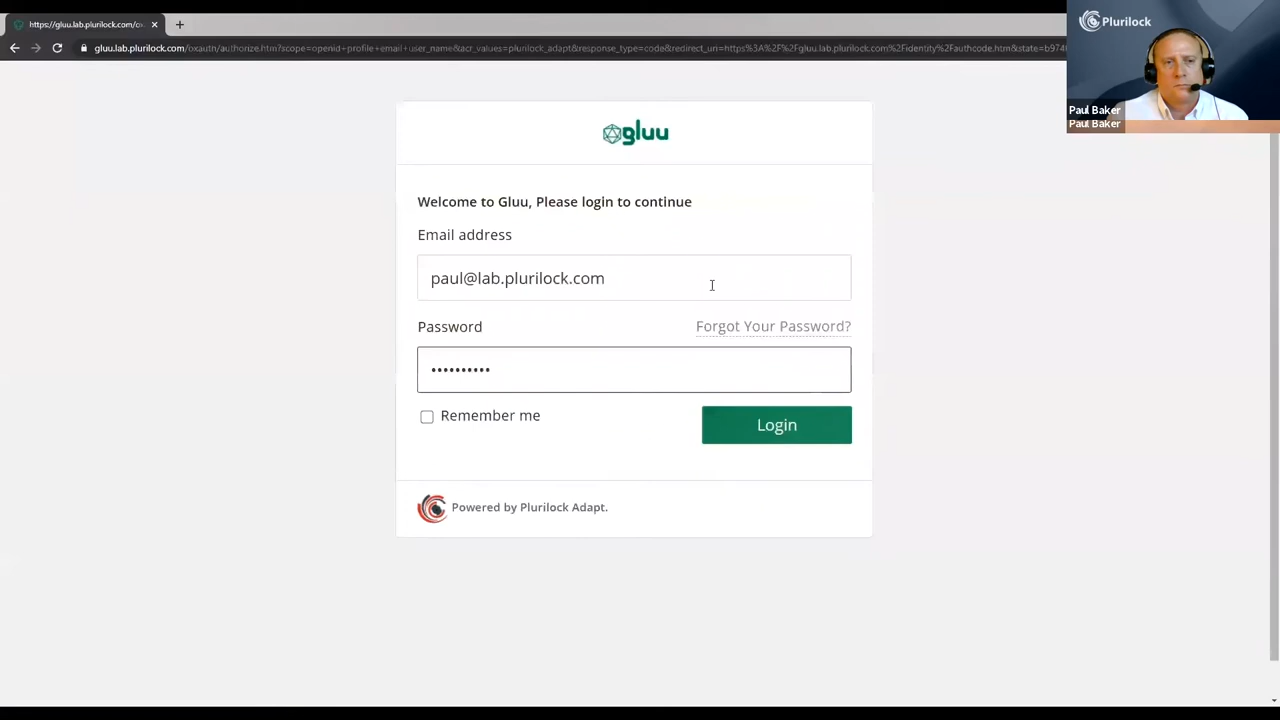 https://gluu.lab.plurilock.com/ox
gluu.lab.plurilock.com/oxauth/authorize.htm?scope=openid+profile+email+user_name&acr_values=plurilock_adapt&response_type=code&redirect_uri=https%3A%2F%2Fgluu.lab.plurilock.com%2Fidentity%2Fauthcode.htm&state=b974
Plurilock
Paul Baker
Paul Baker
gluu
Welcome to Gluu, Please login to continue
Email address
paul@lab.plurilock.com
Password
Forgot Your Password?
••••••••••
Remember me
Login
Powered by Plurilock Adapt.